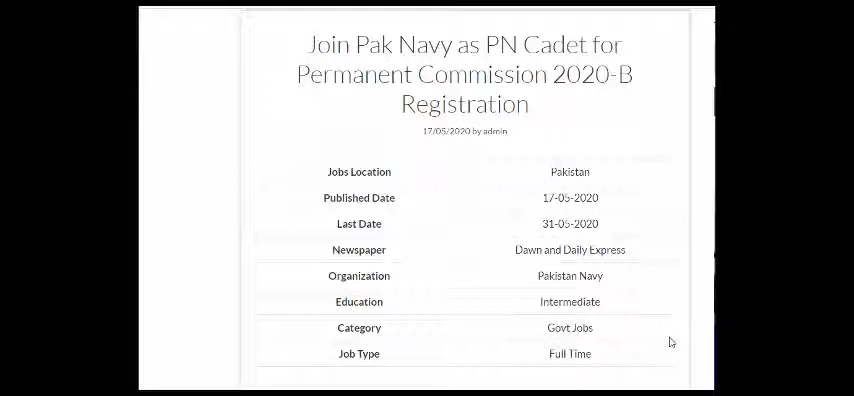 Join Pak Navy as PN Cadet for
Permanent Commission 2020-B
Registration
17/05/2020 by admin
Jobs Location Pakistan
Published Date 17-05-2020
Last Date 31-05-2020
Newspaper Dawn and Daily Express
Organization Pakistan Navy
Education Intermediate
Category Govt Jobs
Job Type Full Time